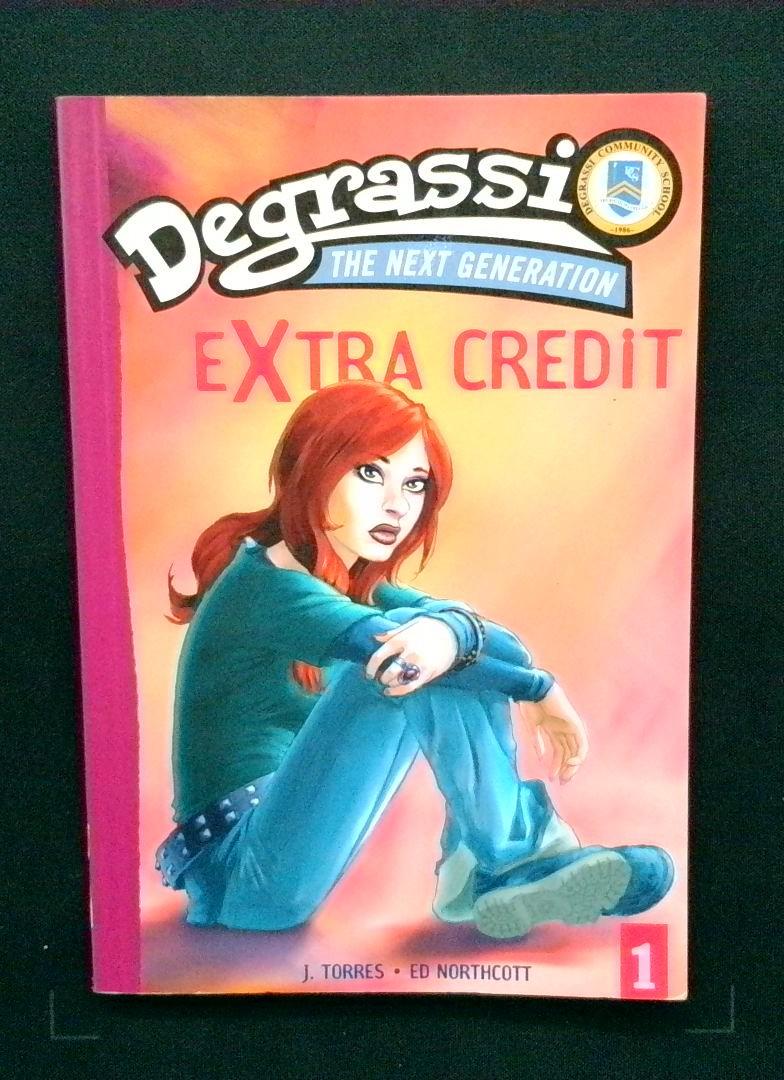 Degrassi
THE NEXT GENERATION
DEGRASSI COMMUNITY SCHOOL
-1986-
EXTRA CREDiT
J. TORRES • ED NORTHCOTT
1